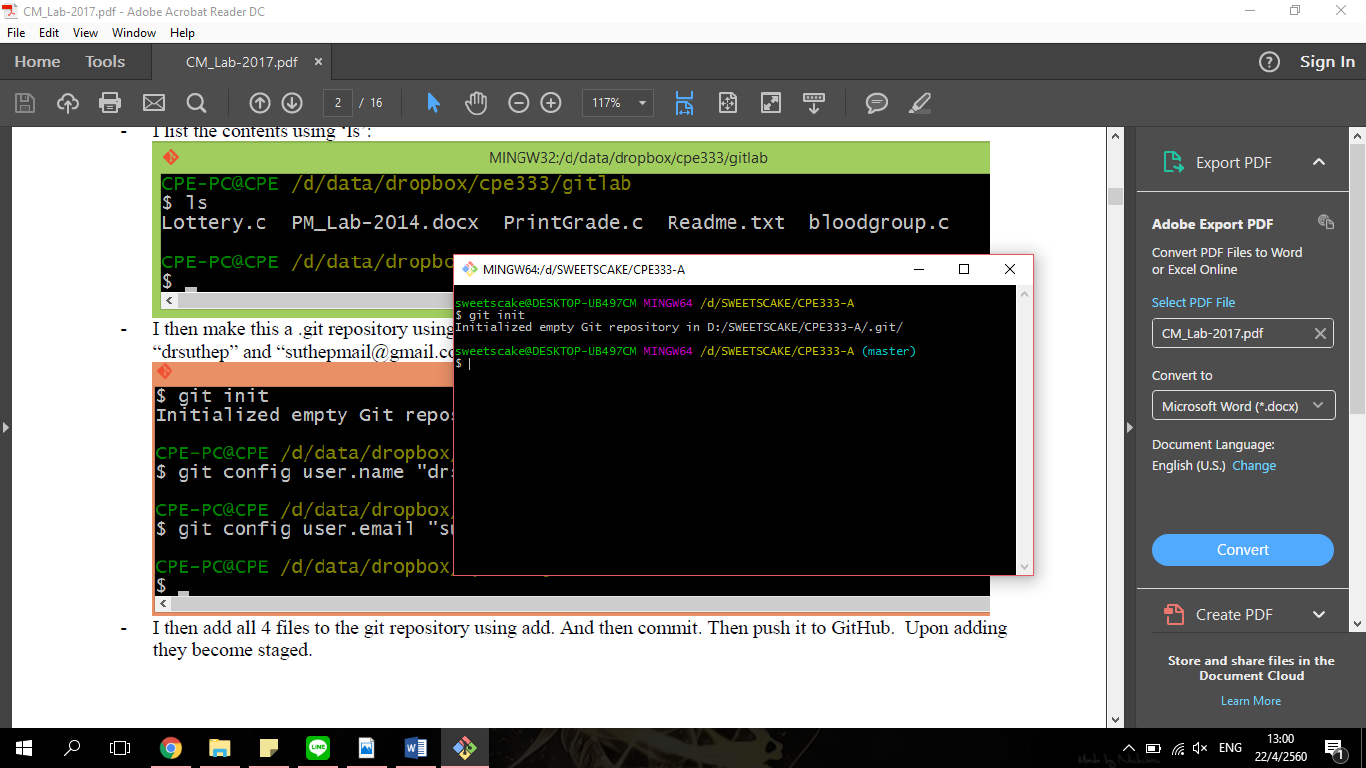 CM_Lab-2017.pdf - Adobe Acrobat Reader DC
File Edit View Window Help
Home Tools CM_Lab-2017.pdf × ? Sign In
2 / 16 117%
- I list the contents using 'ls':
MINGW32:/d/data/dropbox/cpe333/gitlab
CPE-PC@CPE /d/data/dropbox/cpe333/gitlab
$ ls
Lottery.c PM_Lab-2014.docx PrintGrade.c Readme.txt bloodgroup.c
CPE-PC@CPE /d/data/dropbo
$
- I then make this a .git repository using
"drsuthep" and "suthepmail@gmail.co
$ git init
Initialized empty Git repos
CPE-PC@CPE /d/data/dropbox/
$ git config user.name "drs
CPE-PC@CPE /d/data/dropbox/
$ git config user.email "su
CPE-PC@CPE /d/data/dropbox/
$
- I then add all 4 files to the git repository using add. And then commit. Then push it to GitHub. Upon adding
they become staged.
MINGW64:/d/SWEETSCAKE/CPE333-A
sweetscake@DESKTOP-UB497CM MINGW64 /d/SWEETSCAKE/CPE333-A
$ git init
Initialized empty Git repository in D:/SWEETSCAKE/CPE333-A/.git/
sweetscake@DESKTOP-UB497CM MINGW64 /d/SWEETSCAKE/CPE333-A (master)
$
Export PDF
Adobe Export PDF
Convert PDF Files to Word
or Excel Online
Select PDF File
CM_Lab-2017.pdf
Convert to
Microsoft Word (*.docx)
Document Language:
English (U.S.) Change
Convert
Create PDF
Store and share files in the
Document Cloud
Learn More
LINE
W
ENG
13:00
22/4/2560
1